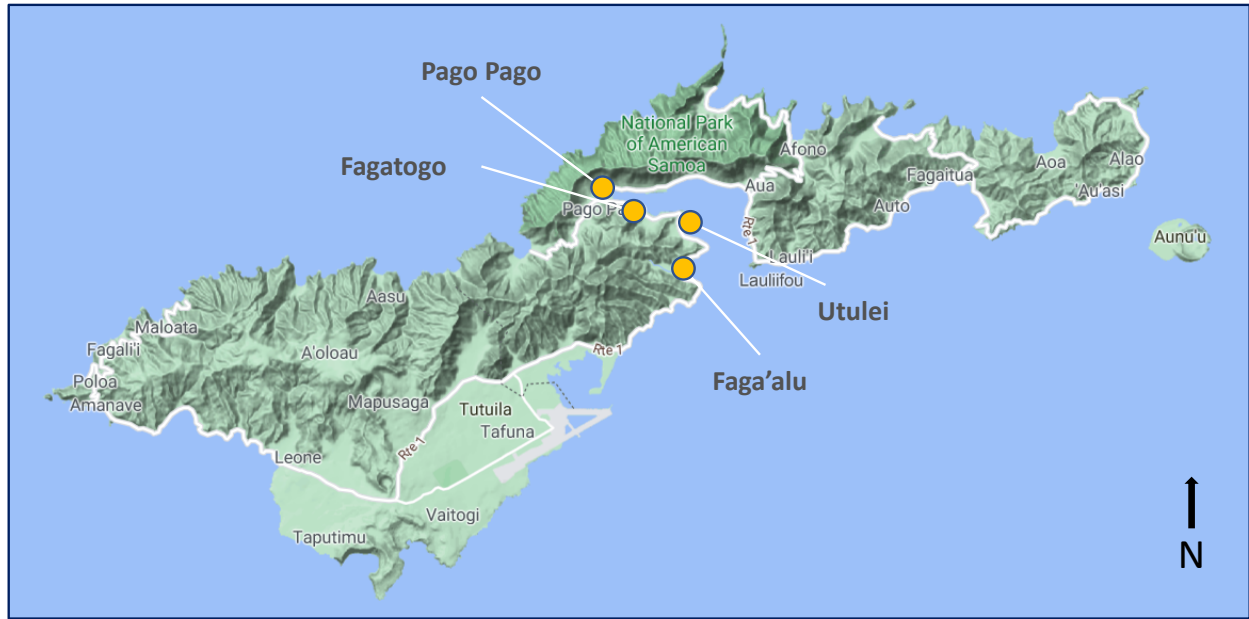 Pago Pago
Fagatogo
National Park
of American
Samoa
Afono
Aoa
Alao
Fagaitua
'Au'asi
Aua
Auto
Pago Pa
Rte 1
Aunu'u
Lauli'i
Lauliifou
Utulei
Aasu
Maloata
Fagali'i
A'oloau
Rte 1
Faga’alu
Poloa
Amanave
Mapusaga
Tutuila
Tafuna
Rte 1
Leone
Vaitogi
Taputimu
N